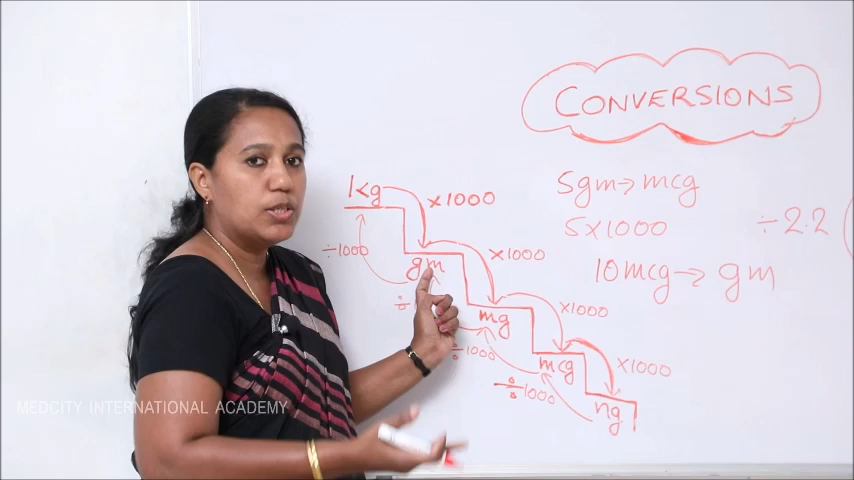 CONVERSIONS
1kg
×1000
÷1000
gm
×1000
÷
mg
×1000
÷1000
mcg
×1000
÷1000
ng
5gm→mcg
5×1000
÷2.2
10mcg→gm
MEDCITY INTERNATIONAL ACADEMY